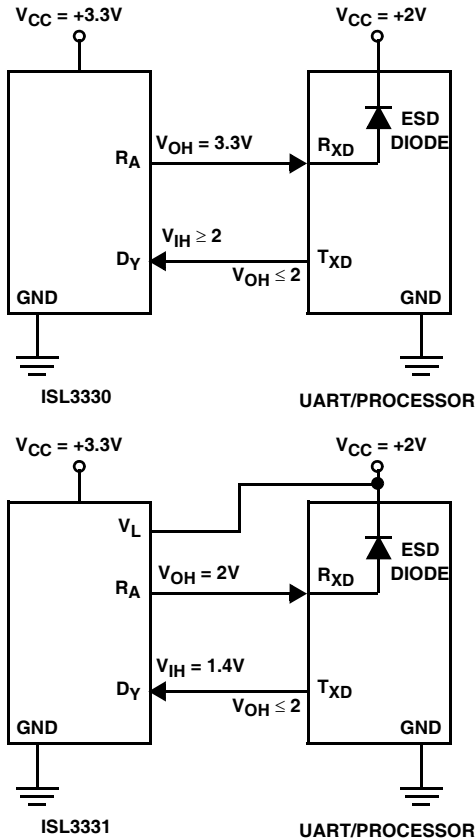 VCC = +3.3V
VCC = +2V
ESD
DIODE
RA
VOH = 3.3V
RXD
VIH ≥ 2
DY
TXD
VOH ≤ 2
GND
GND
ISL3330
UART/PROCESSOR
VCC = +3.3V
VCC = +2V
VL
ESD
DIODE
RA
VOH = 2V
RXD
VIH = 1.4V
DY
TXD
VOH ≤ 2
GND
GND
ISL3331
UART/PROCESSOR